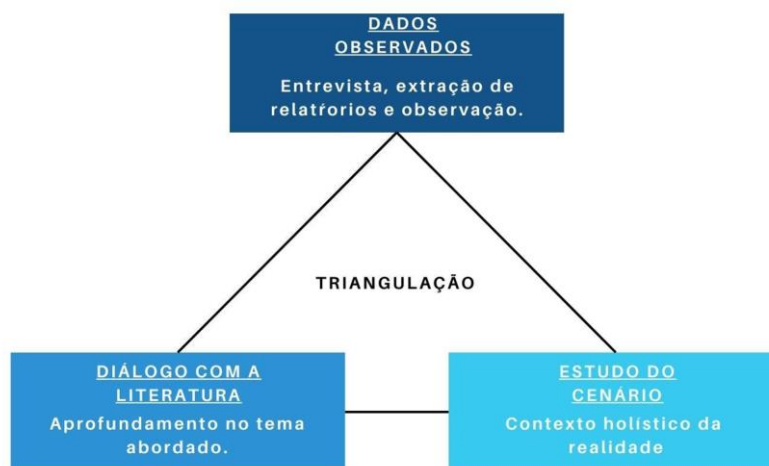 DADOS
OBSERVADOS
Entrevista, extração de
relatŕorios e observação.
TRIANGULAÇÃO
DIÁLOGO COM A
LITERATURA
Aprofundamento no tema
abordado.
ESTUDO DO
CENÁRIO
Contexto holístico da
realidade